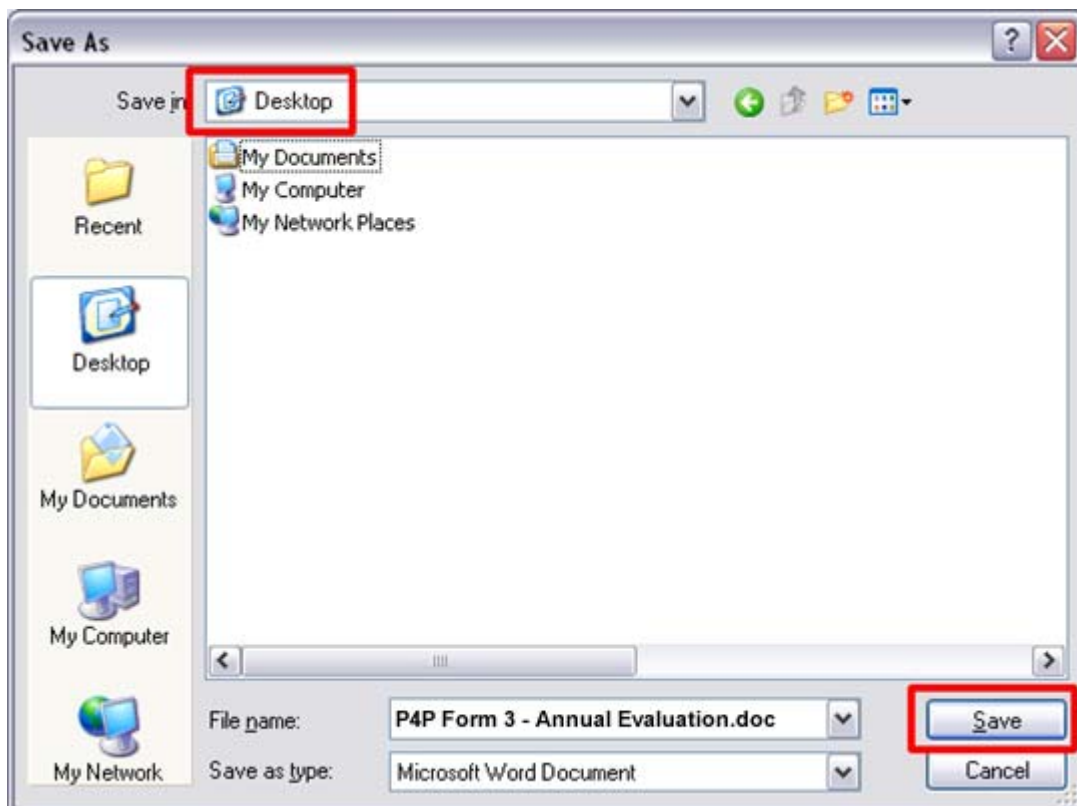 Save As
?
Save in
Desktop
My Documents
My Computer
My Network Places
Recent
Desktop
My Documents
My Computer
My Network
File name:
P4P Form 3 - Annual Evaluation.doc
Save
Save as type:
Microsoft Word Document
Cancel